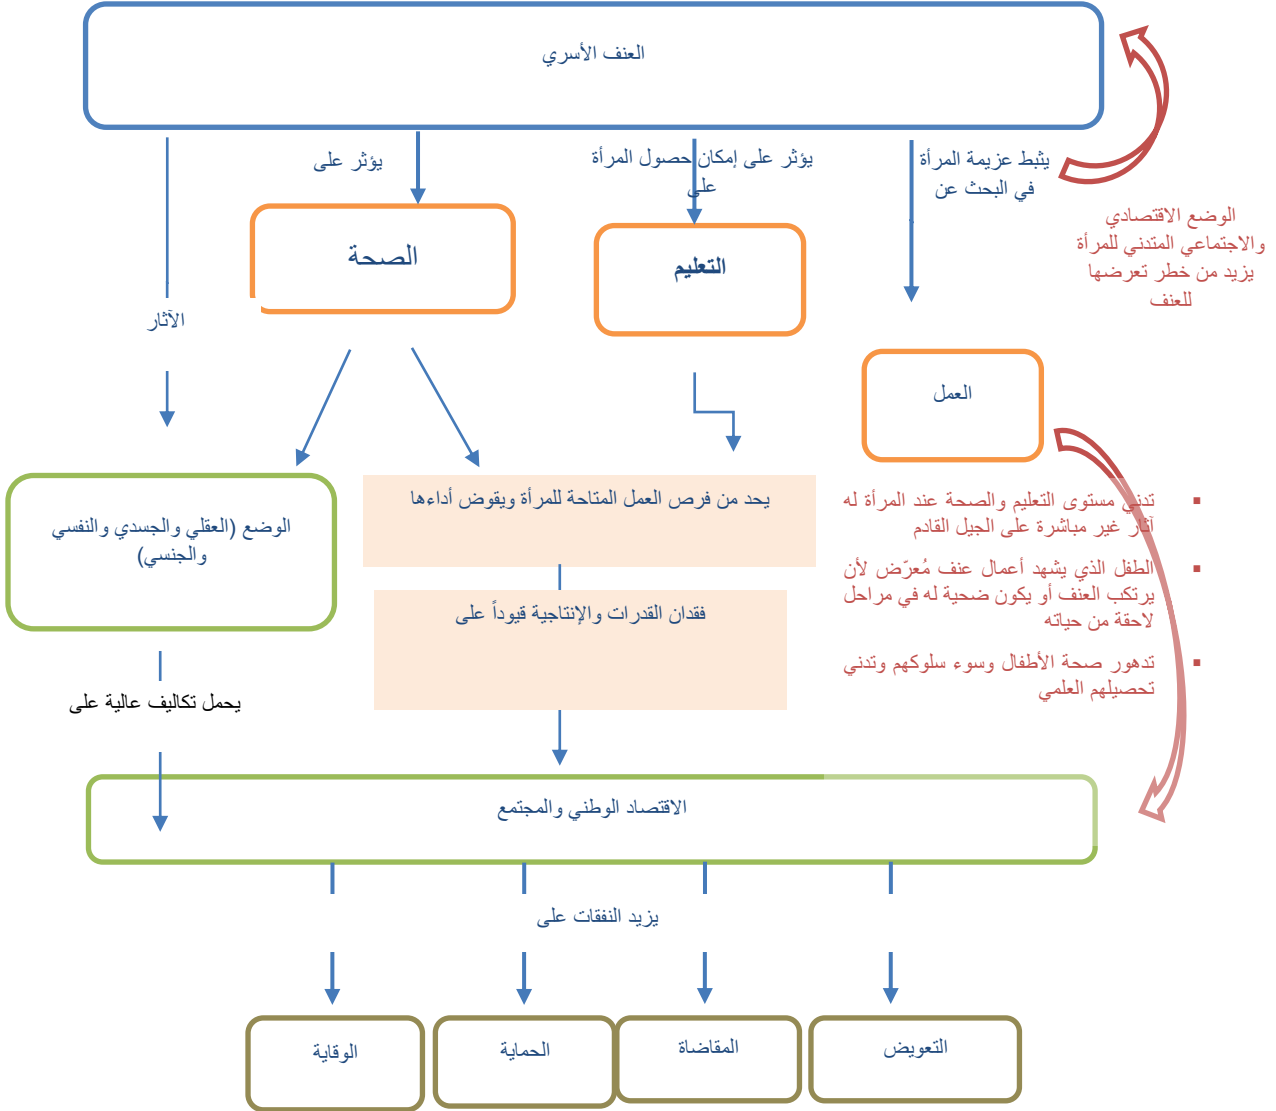 العنف الأسري
يثبط عزيمة المرأة
في البحث عن
يؤثر على إمكان حصول المرأة
على
يؤثر على
الوضع الاقتصادي
والاجتماعي المتدني للمرأة
يزيد من خطر تعرضها
للعنف
التعليم
الصحة
الآثار
العمل
يحد من فرص العمل المتاحة للمرأة ويقوض أداءها
الوضع (العقلي والجسدي والنفسي
والجنسي)
▪ تدني مستوى التعليم والصحة عند المرأة له
آثار غير مباشرة على الجيل القادم
▪ الطفل الذي يشهد أعمال عنف مُعرّض لأن
يرتكب العنف أو يكون ضحية له في مراحل
لاحقة من حياته
▪ تدهور صحة الأطفال وسوء سلوكهم وتدني
تحصيلهم العلمي
فقدان القدرات والإنتاجية قيوداً على
يحمل تكاليف عالية على
الاقتصاد الوطني والمجتمع
يزيد النفقات على
التعويض
المقاضاة
الحماية
الوقاية